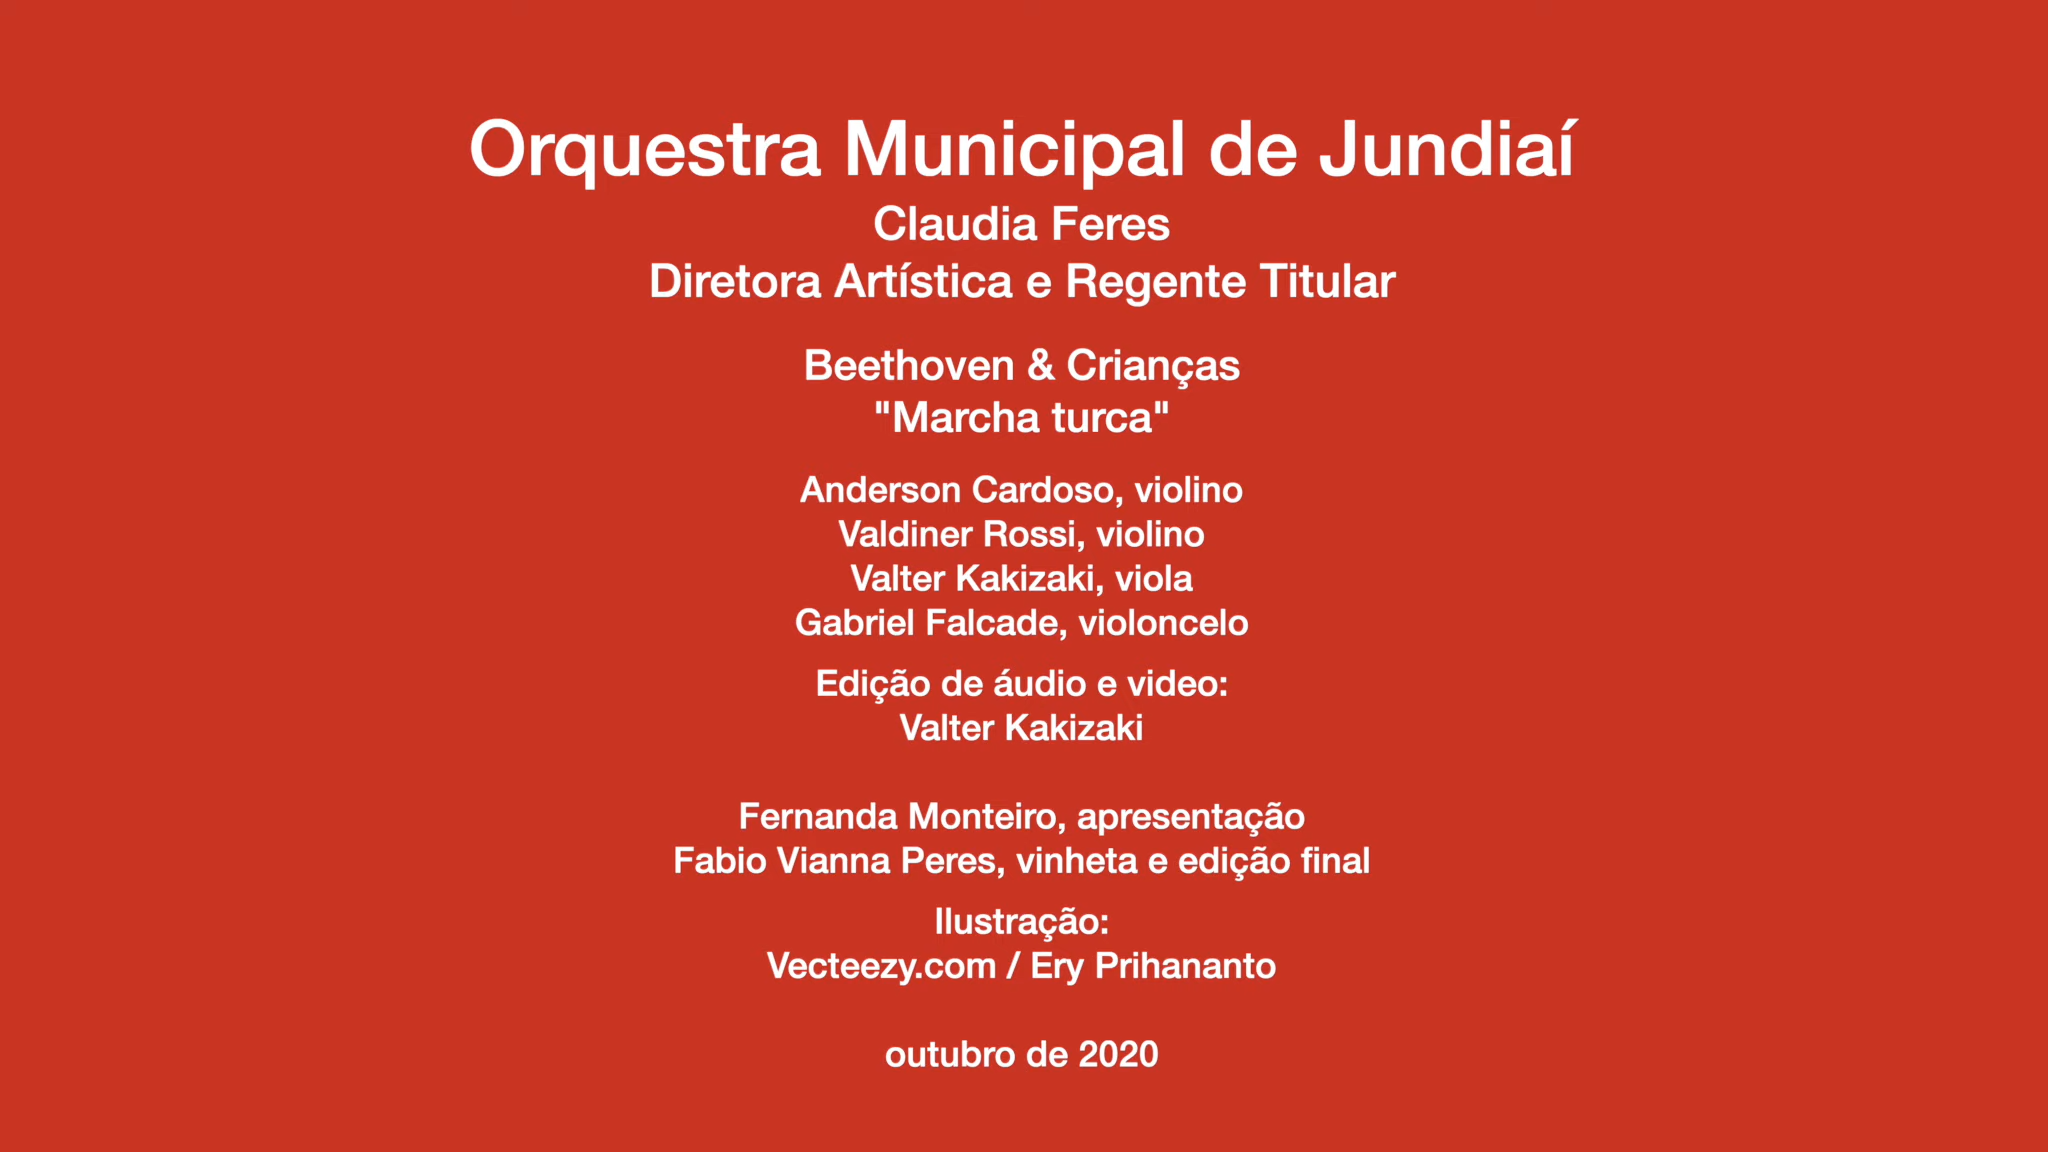 Orquestra Municipal de Jundiaí
Claudia Feres
Diretora Artística e Regente Titular
Beethoven & Crianças
"Marcha turca"
Anderson Cardoso, violino
Valdiner Rossi, violino
Valter Kakizaki, viola
Gabriel Falcade, violoncelo
Edição de áudio e video:
Valter Kakizaki
Fernanda Monteiro, apresentação
Fabio Vianna Peres, vinheta e edição final
Ilustração:
Vecteezy.com / Ery Prihananto
outubro de 2020